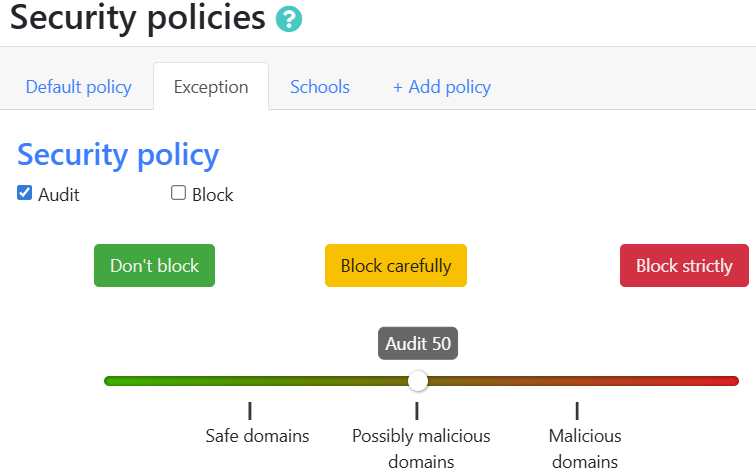 Security policies ?
Default policy Exception Schools + Add policy
Security policy
Audit Block
Don't block Block carefully Block strictly
Audit 50
Safe domains Possibly malicious domains Malicious domains